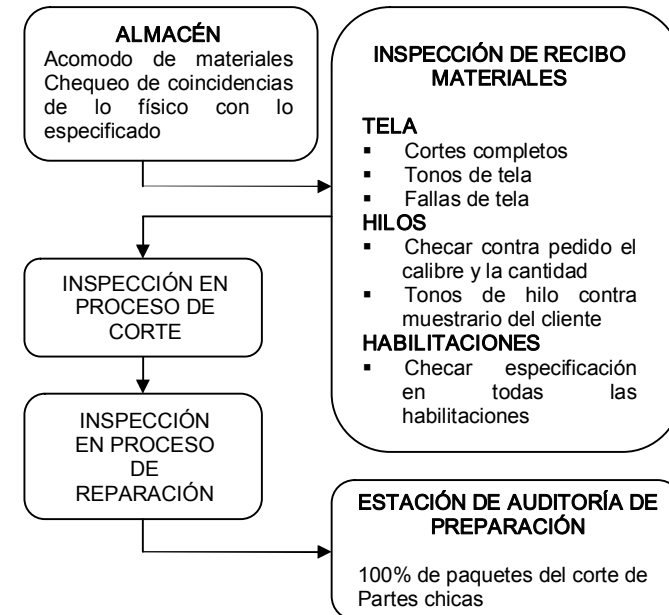 ALMACÉN
Acomodo de materiales
Chequeo de coincidencias
de lo físico con lo
especificado
INSPECCIÓN DE RECIBO
MATERIALES
TELA
▪ Cortes completos
▪ Tonos de tela
▪ Fallas de tela
HILOS
▪ Checar contra pedido el
calibre y la cantidad
▪ Tonos de hilo contra
muestrario del cliente
HABILITACIONES
▪ Checar especificación
en todas las
habilitaciones
INSPECCIÓN EN
PROCESO DE
CORTE
INSPECCIÓN
EN PROCESO
DE
REPARACIÓN
ESTACIÓN DE AUDITORÍA DE
PREPARACIÓN
100% de paquetes del corte de
Partes chicas